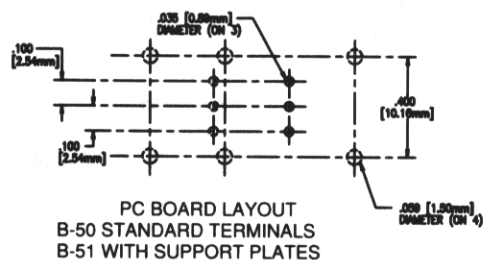 .035 [0.89mm]
DIAMETER (ON 3)
.100
[2.54mm]
.400
[10.16mm]
.100
[2.54mm]
.059 [1.50mm]
DIAMETER (ON 4)
PC BOARD LAYOUT
B-50 STANDARD TERMINALS
B-51 WITH SUPPORT PLATES